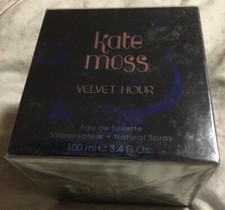 kate
moss
VELVET HOUR
Eau de toilette
Vaporisateur • Natural Spray
100 ml ℮ 3.4 FL.Oz.